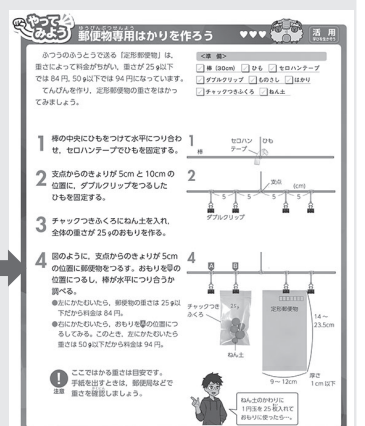 やって
みよう
郵便物専用はかりを作ろう
ゆうびんぶつせんよう
活用
学びを生かそう
ふつうのふうとうで送る「定形郵便物」は、
重さによって料金がちがい、重さが25g以下
では84円、50g以下では94円になっています。
てんびんを作り、定形郵便物の重さをはかっ
てみましょう。
<準備>
棒(30cm) ひも セロハンテープ
ダブルクリップ ものさし はかり
チャックつきふくろ ねん土
1 棒の中央にひもをつけて水平につり合わ
せ、セロハンテープでひもを固定する。
2 支点からのきょりが5cmと10cmの
位置に、ダブルクリップをつるした
ひもを固定する。
3 チャックつきふくろにねん土を入れ、
全体の重さが25gのおもりを作る。
4 図のように、支点からのきょりが5cm
の位置に郵便物をつるす。おもりをBの
位置につるし、棒が水平につり合うか
調べる。
●左にかたむいたら、郵便物の重さは25g以
下だから料金は84円。
●右にかたむいたら、おもりをAの位置につ
るしてみる。このとき、左にかたむいたら
重さは50g以下だから94円。
!
注意
ここではかる重さは目安です。
手紙を出すときは、郵便局などで
重さを確認しましょう。
1
棒
セロハン
テープ
ひも
2
支点
(cm)
5 5 5 5
ダブルクリップ
4
A B
チャックつき
ふくろ
ねん土
定形郵便物
14~
23.5cm
厚さ
1cm以下
9~12cm
ねん土のかわりに
1円玉を25枚入れて
おもりに使ったら…。